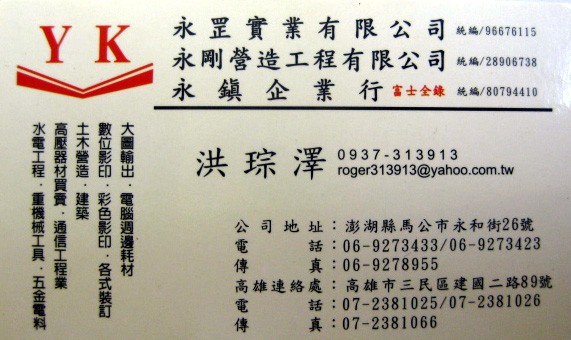 YK
永罡實業有限公司 統編/96676115
永剛營造工程有限公司 統編/28906738
永鎮企業行 富士全錄 統編/80794410
洪琮澤 0937-313913
roger313913@yahoo.com.tw
大圖輸出．電腦週邊耗材
數位影印．彩色影印．各式裝訂
土木營造．建築
高壓器材買賣．通信工程業
水電工程．重機械工具．五金電料
公司地址：澎湖縣馬公市永和街26號
電話：06-9273433/06-9273423
傳真：06-9278955
高雄連絡處：高雄市三民區建國二路89號
電話：07-2381025/07-2381026
傳真：07-2381066